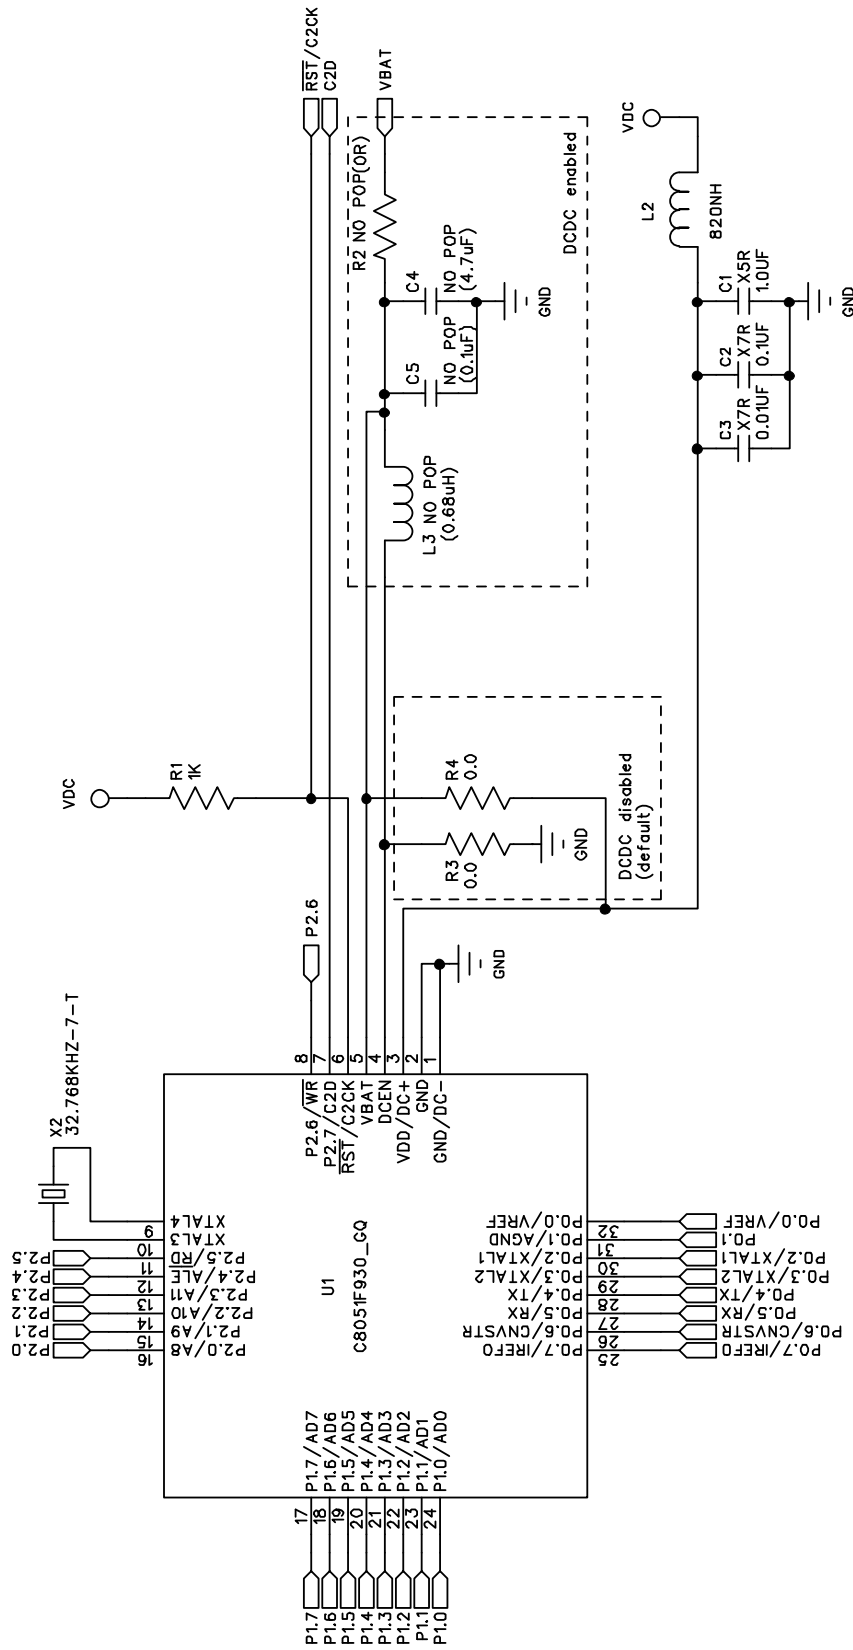 RST/C2CK
C2D
VBAT
R2 NO POP(0R)
C4
NO POP
(4.7uF)
C5
NO POP
(0.1uF)
GND
L3 NO POP
(0.68uH)
DCDC enabled
VDC
L2
820NH
C1
X5R
1.0UF
C2
X7R
0.1UF
C3
X7R
0.01UF
GND
VDC
R1
1K
R4
0.0
R3
0.0
GND
DCDC disabled
(default)
P2.6
GND
X2
32.768KHZ-7-T
8
7
6
5
4
3
2
1
P2.6/WR
P2.7/C2D
RST/C2CK
VBAT
DCEN
VDD/DC+
GND
GND/DC-
U1
C8051F930_GQ
XTAL4
XTAL3
P2.5/RD
P2.4/ALE
P2.3/A11
P2.2/A10
P2.1/A9
P2.0/A8
9
10
11
12
13
14
15
16
P2.5
P2.4
P2.3
P2.2
P2.1
P2.0
P0.0/VREF
P0.1/AGND
P0.2/XTAL1
P0.3/XTAL2
P0.4/TX
P0.5/RX
P0.6/CNVSTR
P0.7/IREF0
32
31
30
29
28
27
26
25
P0.0/VREF
P0.1
P0.2/XTAL1
P0.3/XTAL2
P0.4/TX
P0.5/RX
P0.6/CNVSTR
P0.7/IREF0
P1.7/AD7
P1.6/AD6
P1.5/AD5
P1.4/AD4
P1.3/AD3
P1.2/AD2
P1.1/AD1
P1.0/AD0
17
18
19
20
21
22
23
24
P1.7
P1.6
P1.5
P1.4
P1.3
P1.2
P1.1
P1.0